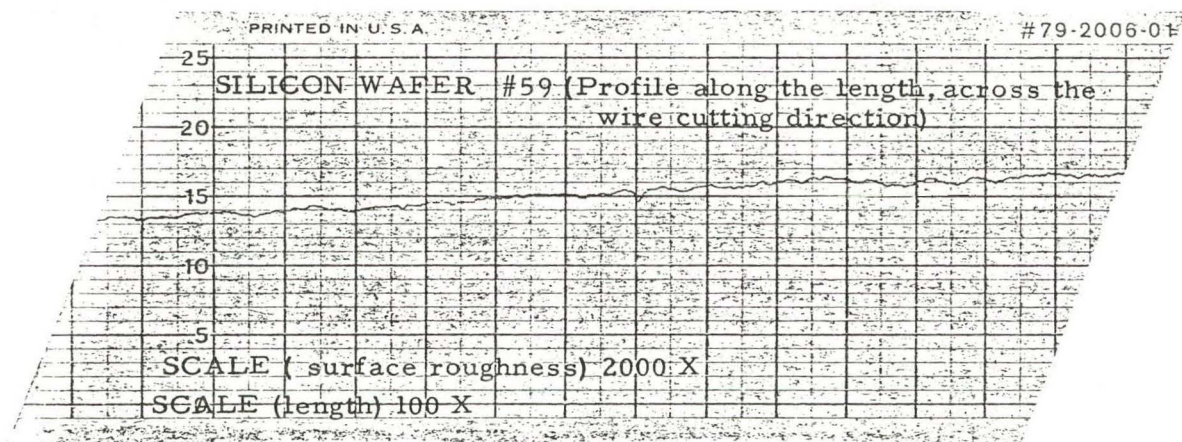 PRINTED IN U.S.A.
#79-2006-01
25
SILICON WAFER #59 (Profile along the length, across the
wire cutting direction)
20
15
10
5
SCALE ( surface roughness) 2000 X
SCALE (length) 100 X
0